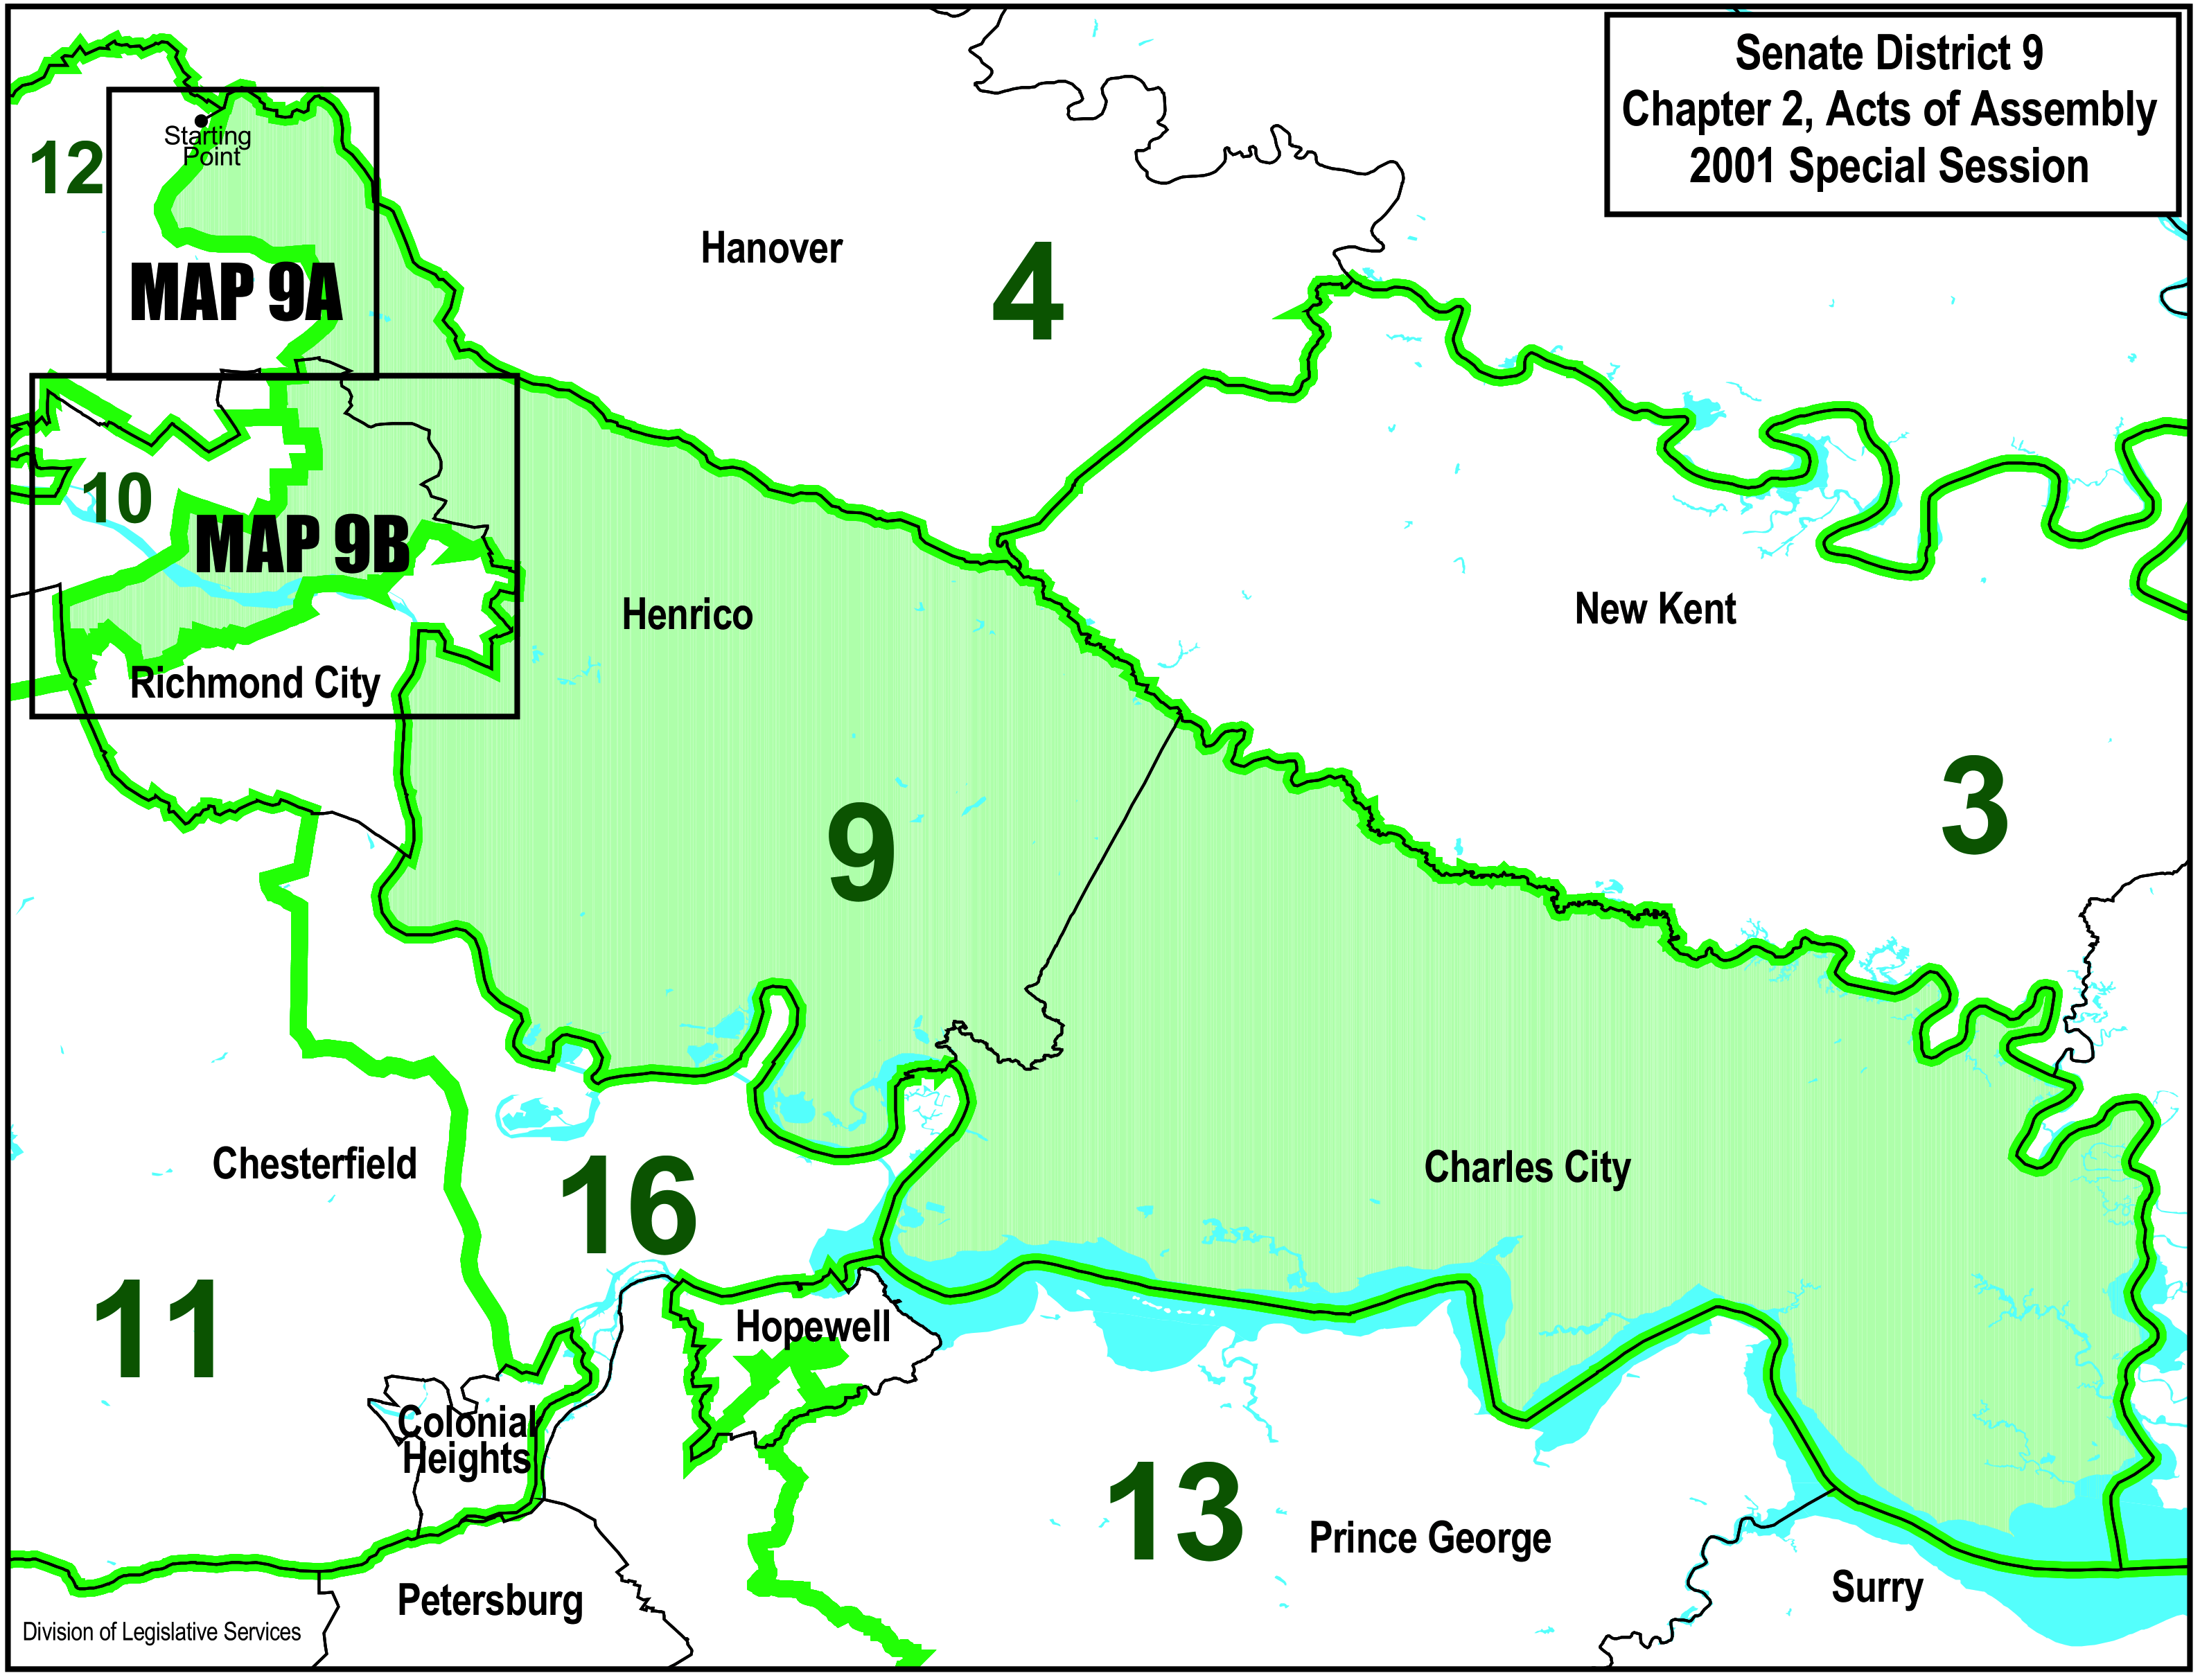 Senate District 9
Chapter 2, Acts of Assembly
2001 Special Session
Starting
Point
12
Hanover
4
MAP 9A
10
MAP 9B
Henrico
New Kent
Richmond City
9
3
Chesterfield
16
Charles City
11
Hopewell
Colonial
Heights
13
Prince George
Petersburg
Surry
Division of Legislative Services